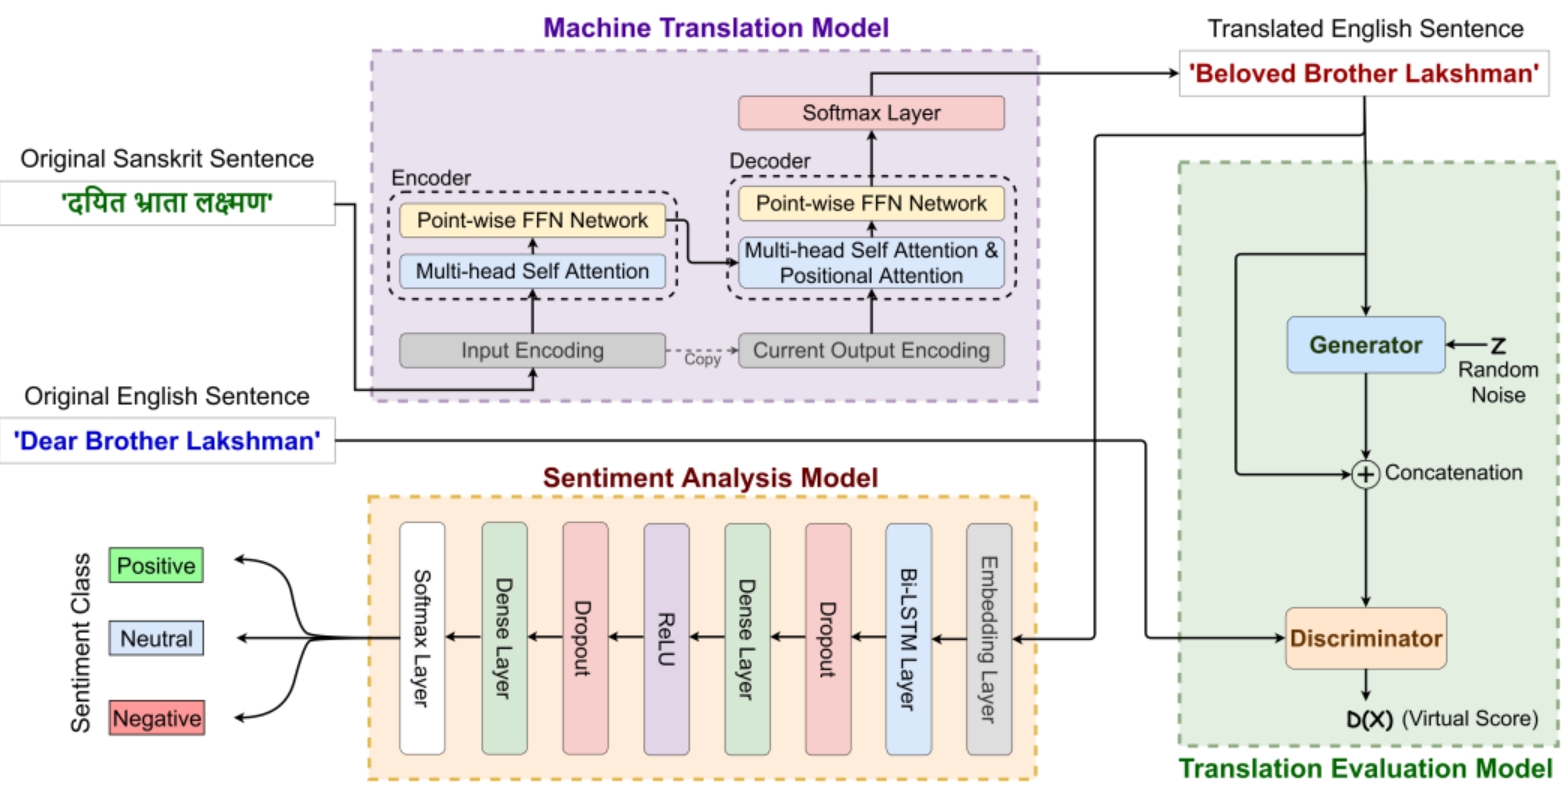 Machine Translation Model
Translated English Sentence
'Beloved Brother Lakshman'
Softmax Layer
Original Sanskrit Sentence
'दयित भ्राता लक्ष्मण'
Encoder
Decoder
Point-wise FFN Network
Multi-head Self Attention
Point-wise FFN Network
Multi-head Self Attention &
Positional Attention
Input Encoding
Copy
Current Output Encoding
Generator
Z
Random
Noise
Original English Sentence
'Dear Brother Lakshman'
Concatenation
Sentiment Analysis Model
Sentiment Class
Positive
Neutral
Negative
Softmax Layer
Dense Layer
Dropout
ReLU
Dense Layer
Dropout
Bi-LSTM Layer
Embedding Layer
Discriminator
D(X) (Virtual Score)
Translation Evaluation Model